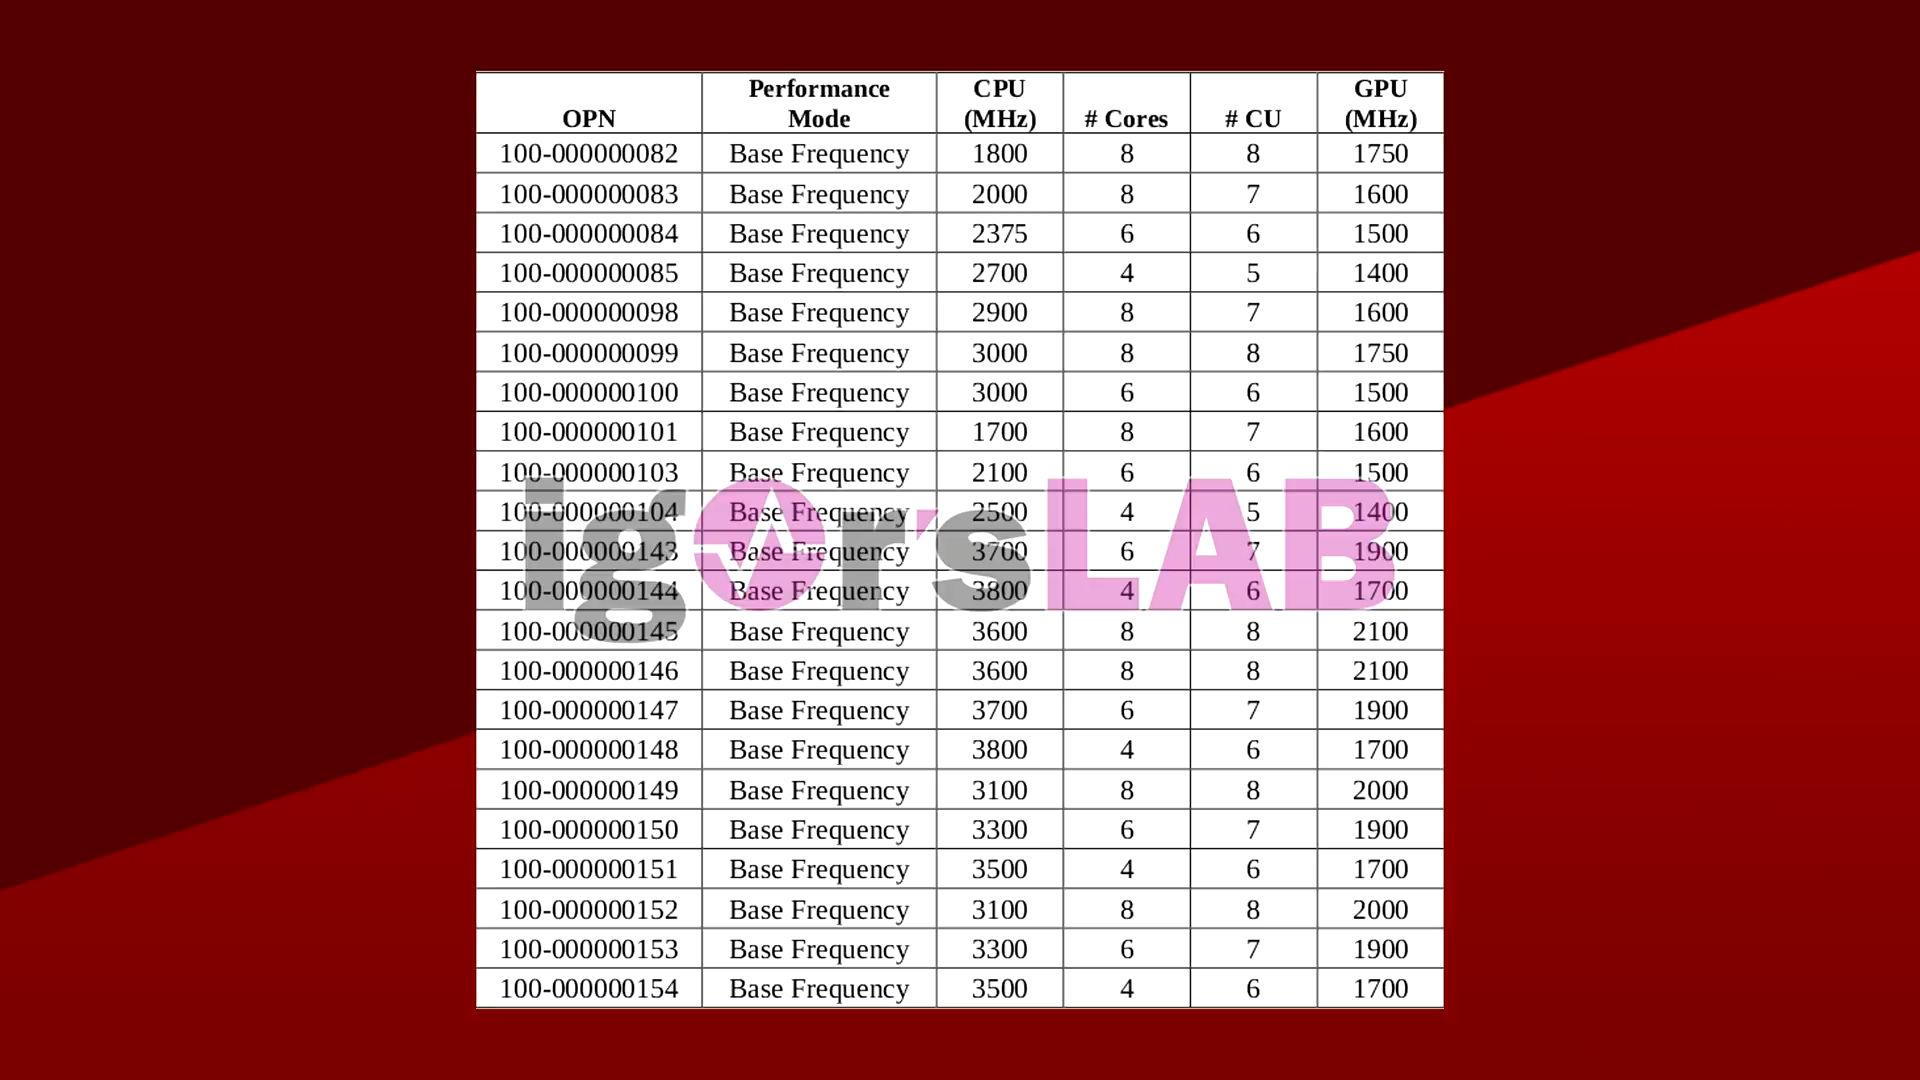 OPN Performance Mode CPU (MHz) # Cores # CU GPU (MHz)
100-000000082 Base Frequency 1800 8 8 1750
100-000000083 Base Frequency 2000 8 7 1600
100-000000084 Base Frequency 2375 6 6 1500
100-000000085 Base Frequency 2700 4 5 1400
100-000000098 Base Frequency 2900 8 7 1600
100-000000099 Base Frequency 3000 8 8 1750
100-000000100 Base Frequency 3000 6 6 1500
100-000000101 Base Frequency 1700 8 7 1600
100-000000103 Base Frequency 2100 6 6 1500
100-000000104 Base Frequency 2500 4 5 1400
100-000000143 Base Frequency 3700 6 7 1900
100-000000144 Base Frequency 3800 4 6 1700
100-000000145 Base Frequency 3600 8 8 2100
100-000000146 Base Frequency 3600 8 8 2100
100-000000147 Base Frequency 3700 6 7 1900
100-000000148 Base Frequency 3800 4 6 1700
100-000000149 Base Frequency 3100 8 8 2000
100-000000150 Base Frequency 3300 6 7 1900
100-000000151 Base Frequency 3500 4 6 1700
100-000000152 Base Frequency 3100 8 8 2000
100-000000153 Base Frequency 3300 6 7 1900
100-000000154 Base Frequency 3500 4 6 1700
igor'sLAB